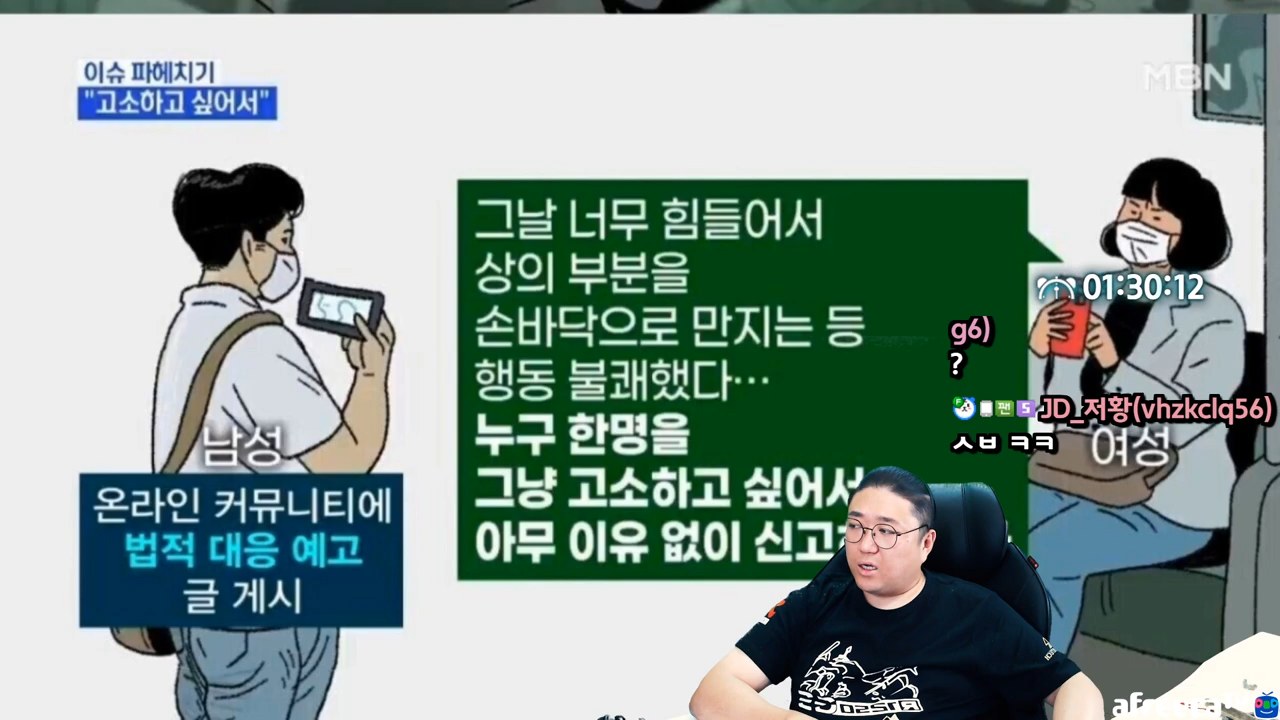 이슈 파헤치기
"고소하고 싶어서"
MBN
그날 너무 힘들어서
상의 부분을
손바닥으로 만지는 등
행동 불쾌했다…
누구 한명을
그냥 고소하고 싶어서
아무 이유 없이 신고
01:30:12
g6)
?
JD_저황(vhzkclq56)
ㅅㅂ ㅋㅋ
남성
여성
온라인 커뮤니티에
법적 대응 예고
글 게시